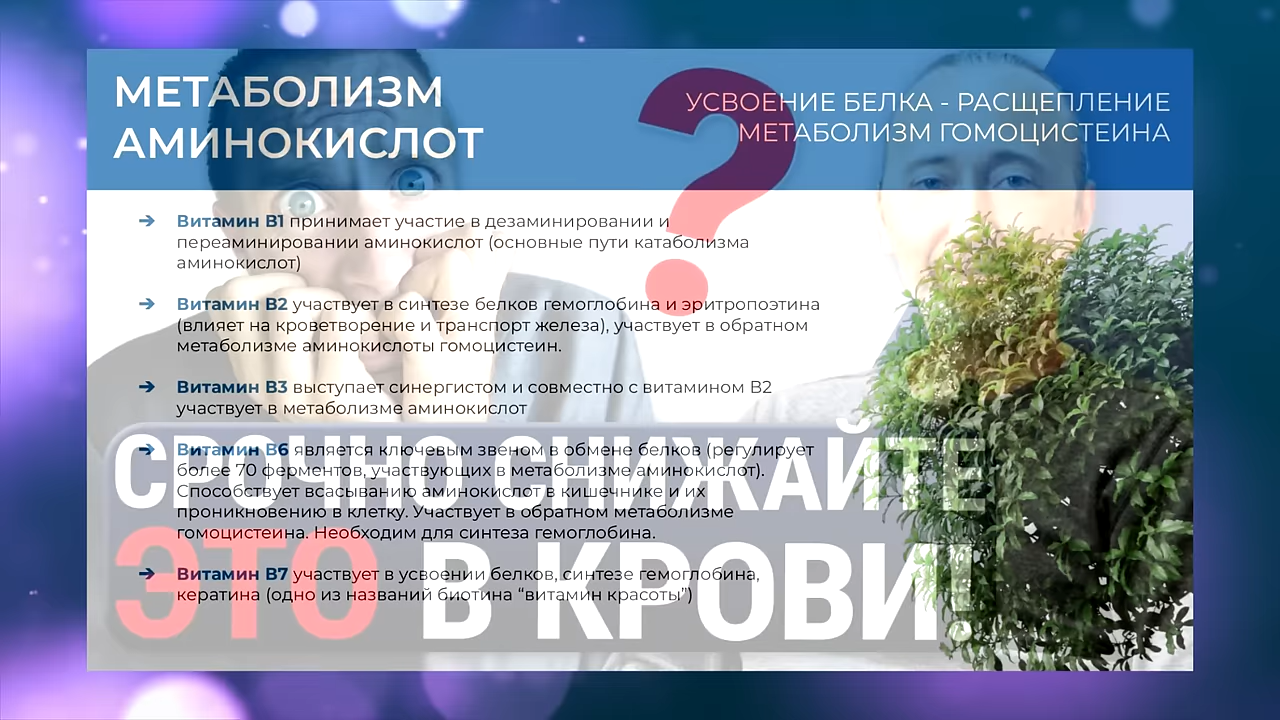 МЕТАБОЛИЗМ
АМИНОКИСЛОТ
УСВОЕНИЕ БЕЛКА - РАСЩЕПЛЕНИЕ
МЕТАБОЛИЗМ ГОМОЦИСТЕИНА
?
➔ Витамин B1 принимает участие в дезаминировании и
переаминировании аминокислот (основные пути катаболизма
аминокислот)
➔ Витамин B2 участвует в синтезе белков гемоглобина и эритропоэтина
(влияет на кроветворение и транспорт железа), участвует в обратном
метаболизме аминокислоты гомоцистеин.
➔ Витамин B3 выступает синергистом и совместно с витамином B2
участвует в метаболизме аминокислот
➔ Витамин B6 является ключевым звеном в обмене белков (регулирует
более 70 ферментов, участвующих в метаболизме аминокислот).
Способствует всасыванию аминокислот в кишечнике и их
проникновению в клетку. Участвует в обратном метаболизме
гомоцистеина. Необходим для синтеза гемоглобина.
➔ Витамин B7 участвует в усвоении белков, синтезе гемоглобина,
кератина (одно из названий биотина “витамин красоты”)
СРОЧНО СНИЖАЙТЕ
ЭТО В КРОВИ!